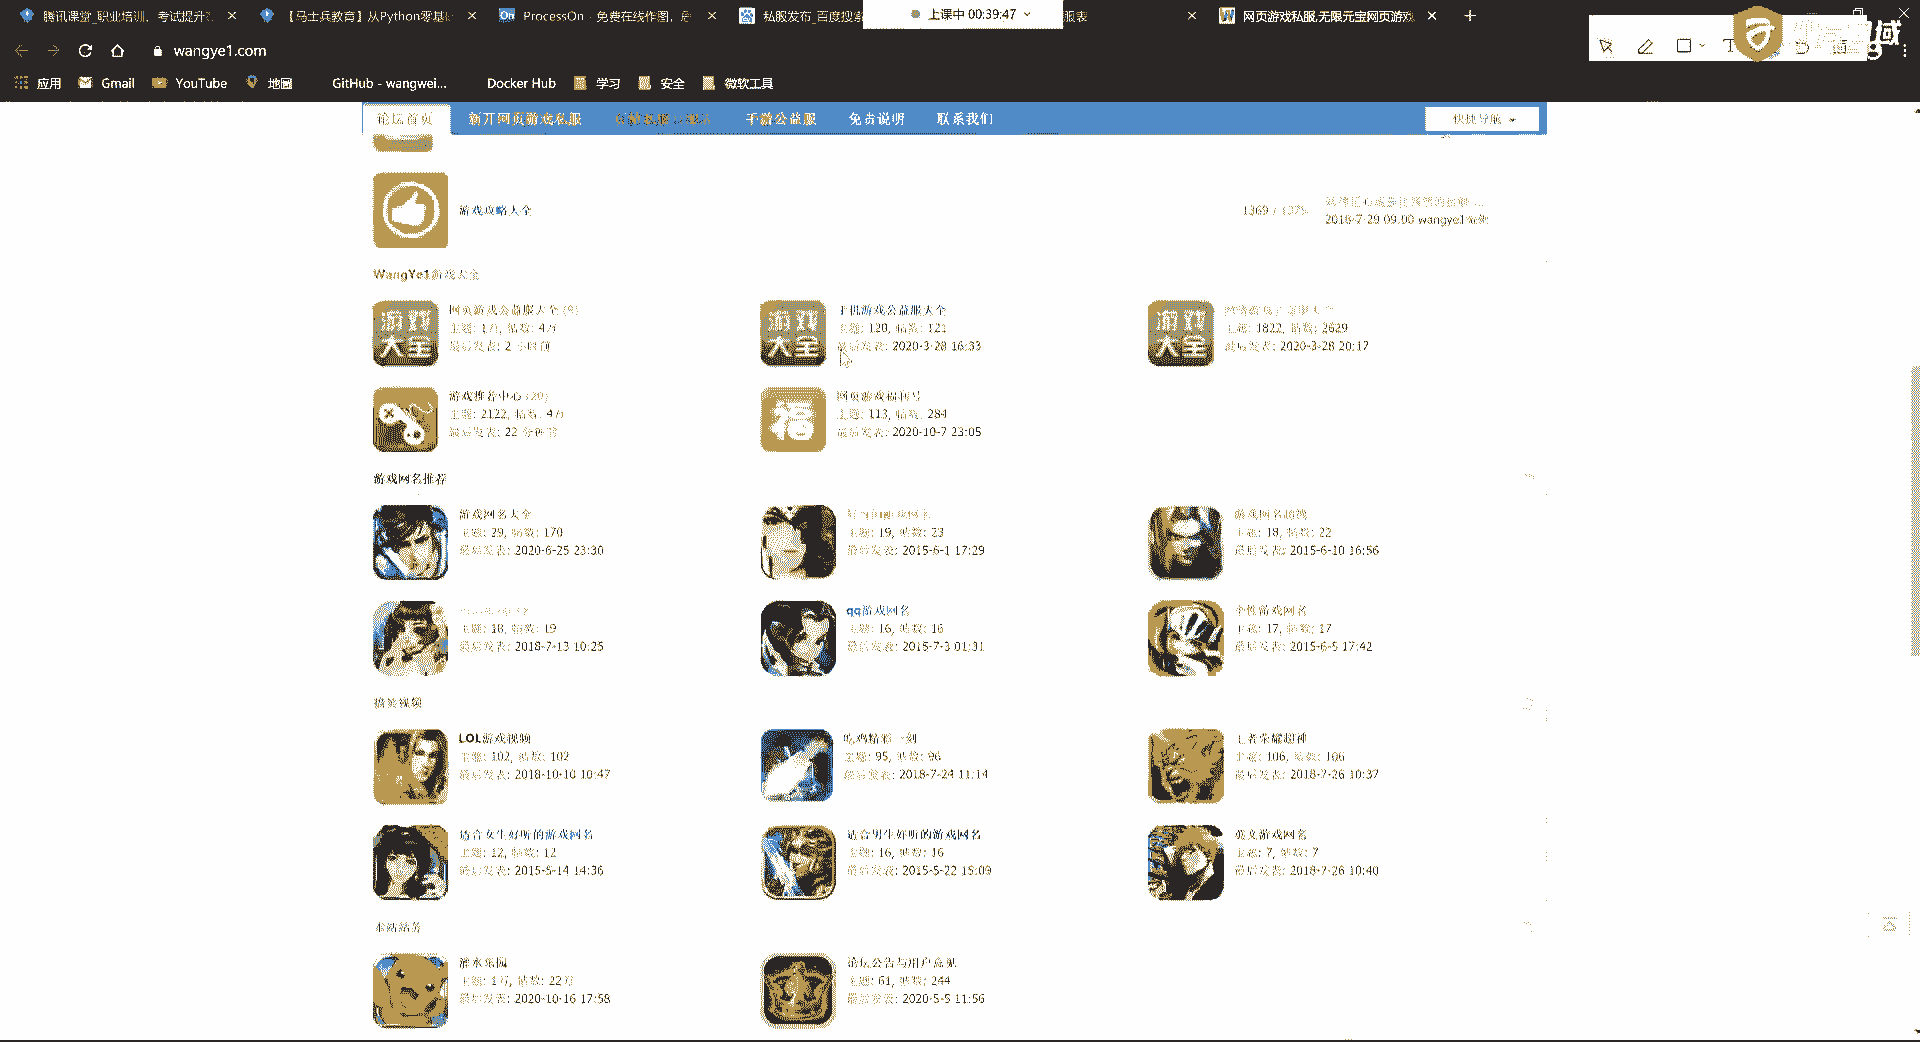 腾讯课堂_职业培训、考试提升
【马士兵教育】从Python零基础
On ProcessOn - 免费在线作图，
私服发布_百度搜索
上课中 00:39:47
服表
网页游戏私服,无限元宝网页游戏
wangye1.com
应用
Gmail
YouTube
地图
GitHub - wangwei...
Docker Hub
学习
安全
微软工具
论坛首页
新开网页游戏私服
手游公益服
免责说明
联系我们
快捷导航
游戏攻略大全
1369
2018-7-29 09:00 wangye1
WangYe1游戏大全
游戏大全
网页游戏公益服大全 (9)
主题: 1万, 帖数: 4万
最后发表: 2 小时前
游戏大全
手机游戏公益服大全
主题: 120, 帖数: 121
最后发表: 2020-3-28 16:33
游戏大全
主题: 1822, 帖数: 2629
最后发表: 2020-3-28 20:17
游戏推荐中心
主题: 2122, 帖数: 4万
最后发表: 22 分钟前
福
网页游戏福利号
主题: 113, 帖数: 284
最后发表: 2020-10-7 23:05
游戏网名推荐
游戏网名大全
主题: 29, 帖数: 170
最后发表: 2020-6-25 23:30
主题: 19, 帖数: 23
最后发表: 2015-6-1 17:29
主题: 18, 帖数: 22
最后发表: 2015-6-10 16:56
主题: 18, 帖数: 19
最后发表: 2018-7-13 10:25
qq游戏网名
主题: 16, 帖数: 16
最后发表: 2015-7-3 01:31
个性游戏网名
主题: 17, 帖数: 17
最后发表: 2015-6-5 17:42
搞笑视频
LOL游戏视频
主题: 102, 帖数: 102
最后发表: 2018-10-10 10:47
吃鸡精彩一刻
主题: 95, 帖数: 96
最后发表: 2018-7-24 11:14
王者荣耀超神
主题: 106, 帖数: 106
最后发表: 2018-7-26 10:37
适合女生好听的游戏网名
主题: 12, 帖数: 12
最后发表: 2015-5-14 14:36
适合男生好听的游戏网名
主题: 16, 帖数: 16
最后发表: 2015-5-22 15:09
英文游戏网名
主题: 7, 帖数: 7
最后发表: 2018-7-26 10:40
本站站务
灌水乐园
主题: 1万, 帖数: 22万
最后发表: 2020-10-16 17:58
论坛公告与用户意见
主题: 61, 帖数: 244
最后发表: 2020-5-5 11:56